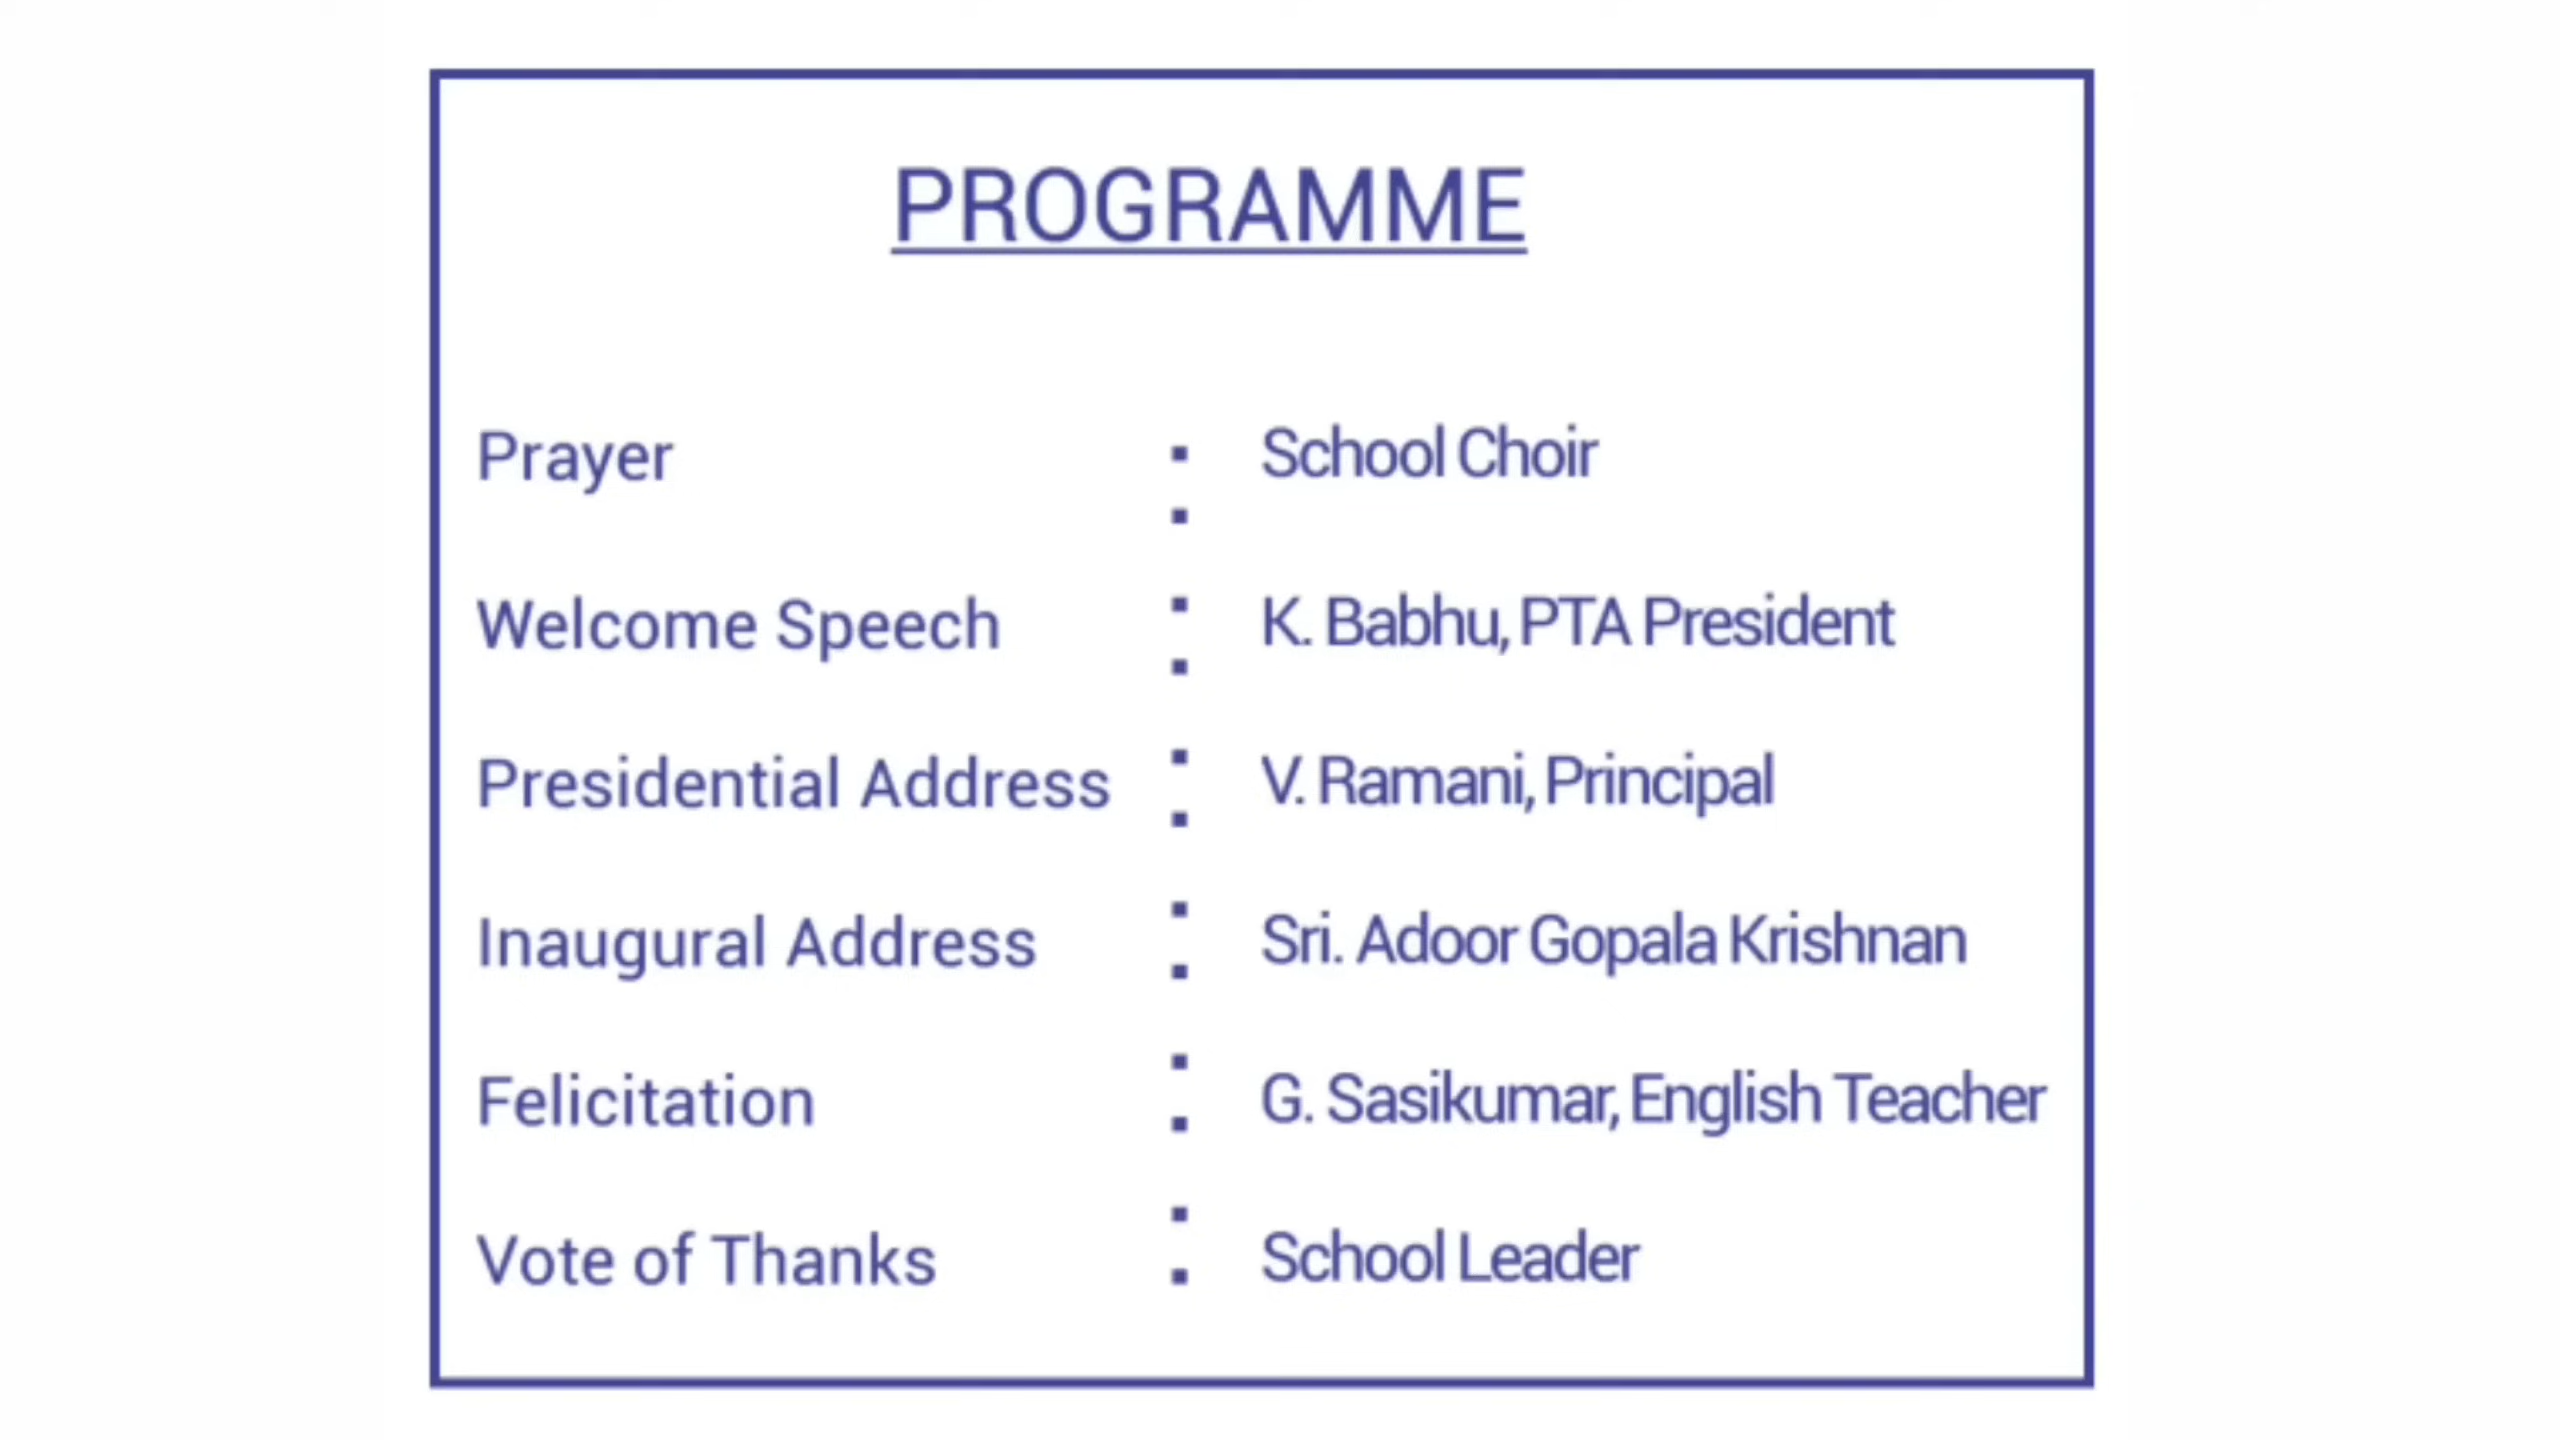 PROGRAMME
Prayer : School Choir
Welcome Speech : K. Babhu, PTA President
Presidential Address : V. Ramani, Principal
Inaugural Address : Sri. Adoor Gopala Krishnan
Felicitation : G. Sasikumar, English Teacher
Vote of Thanks : School Leader